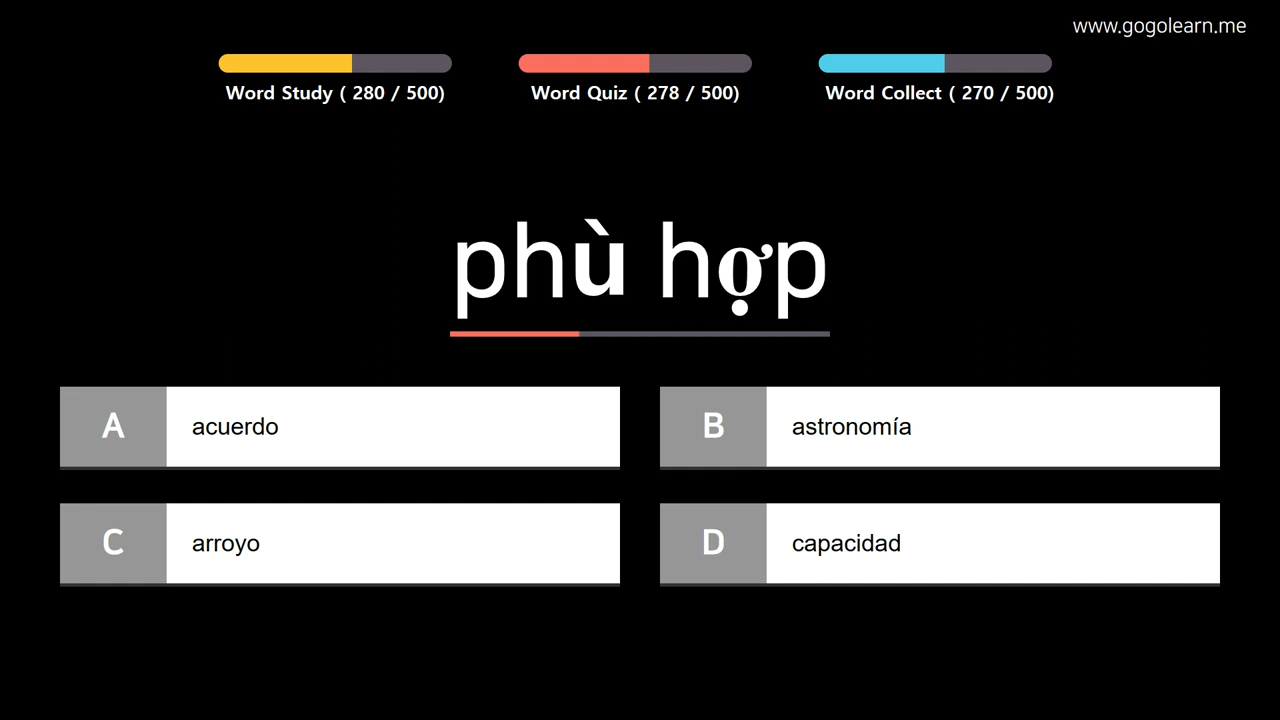 www.gogolearn.me
Word Study ( 280 / 500)
Word Quiz ( 278 / 500)
Word Collect ( 270 / 500)
phù hợp
A acuerdo
B astronomía
C arroyo
D capacidad